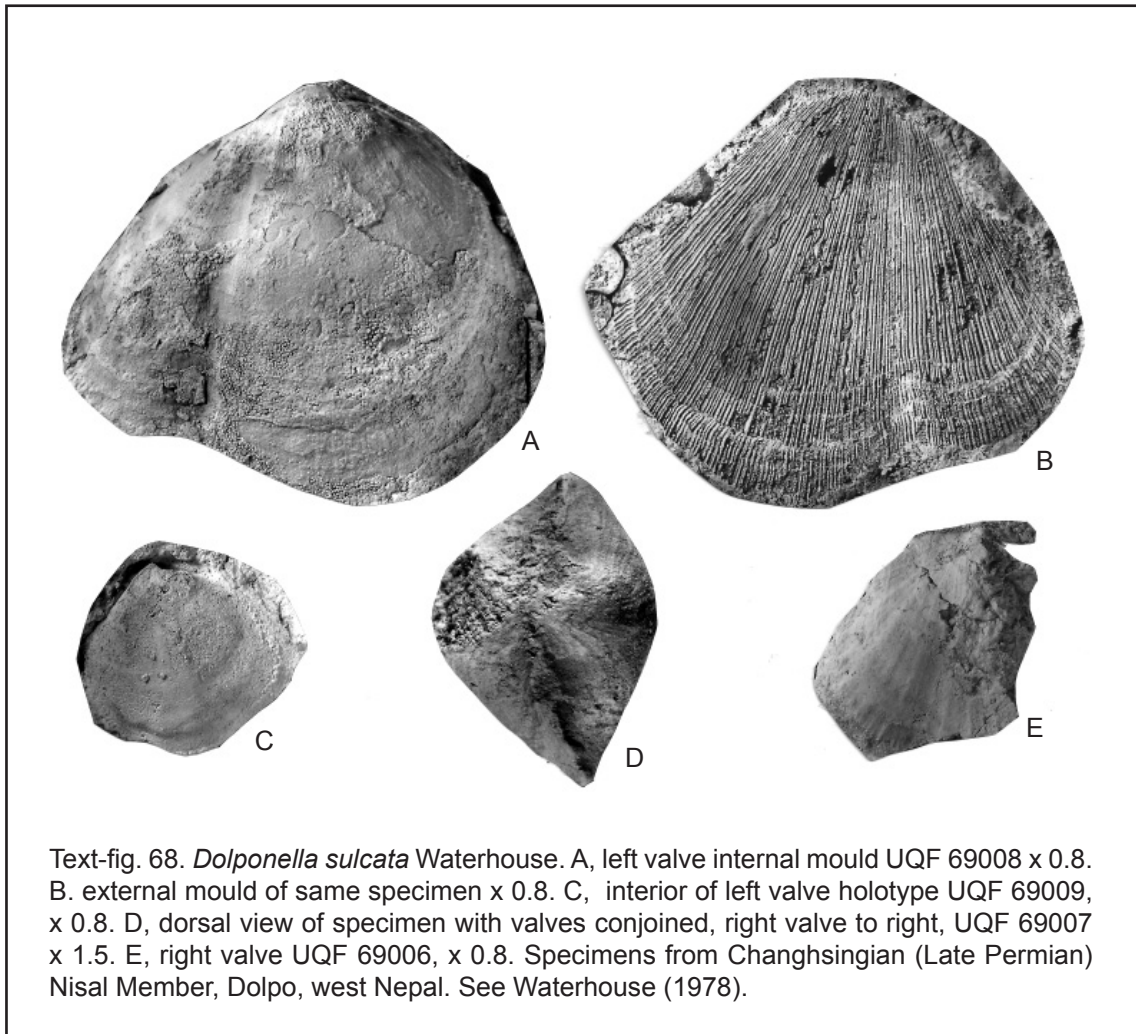 A
B
C
D
E
Text-fig. 68. Dolponella sulcata Waterhouse. A, left valve internal mould UQF 69008 x 0.8.
B. external mould of same specimen x 0.8. C, interior of left valve holotype UQF 69009,
x 0.8. D, dorsal view of specimen with valves conjoined, right valve to right, UQF 69007
x 1.5. E, right valve UQF 69006, x 0.8. Specimens from Changhsingian (Late Permian)
Nisal Member, Dolpo, west Nepal. See Waterhouse (1978).